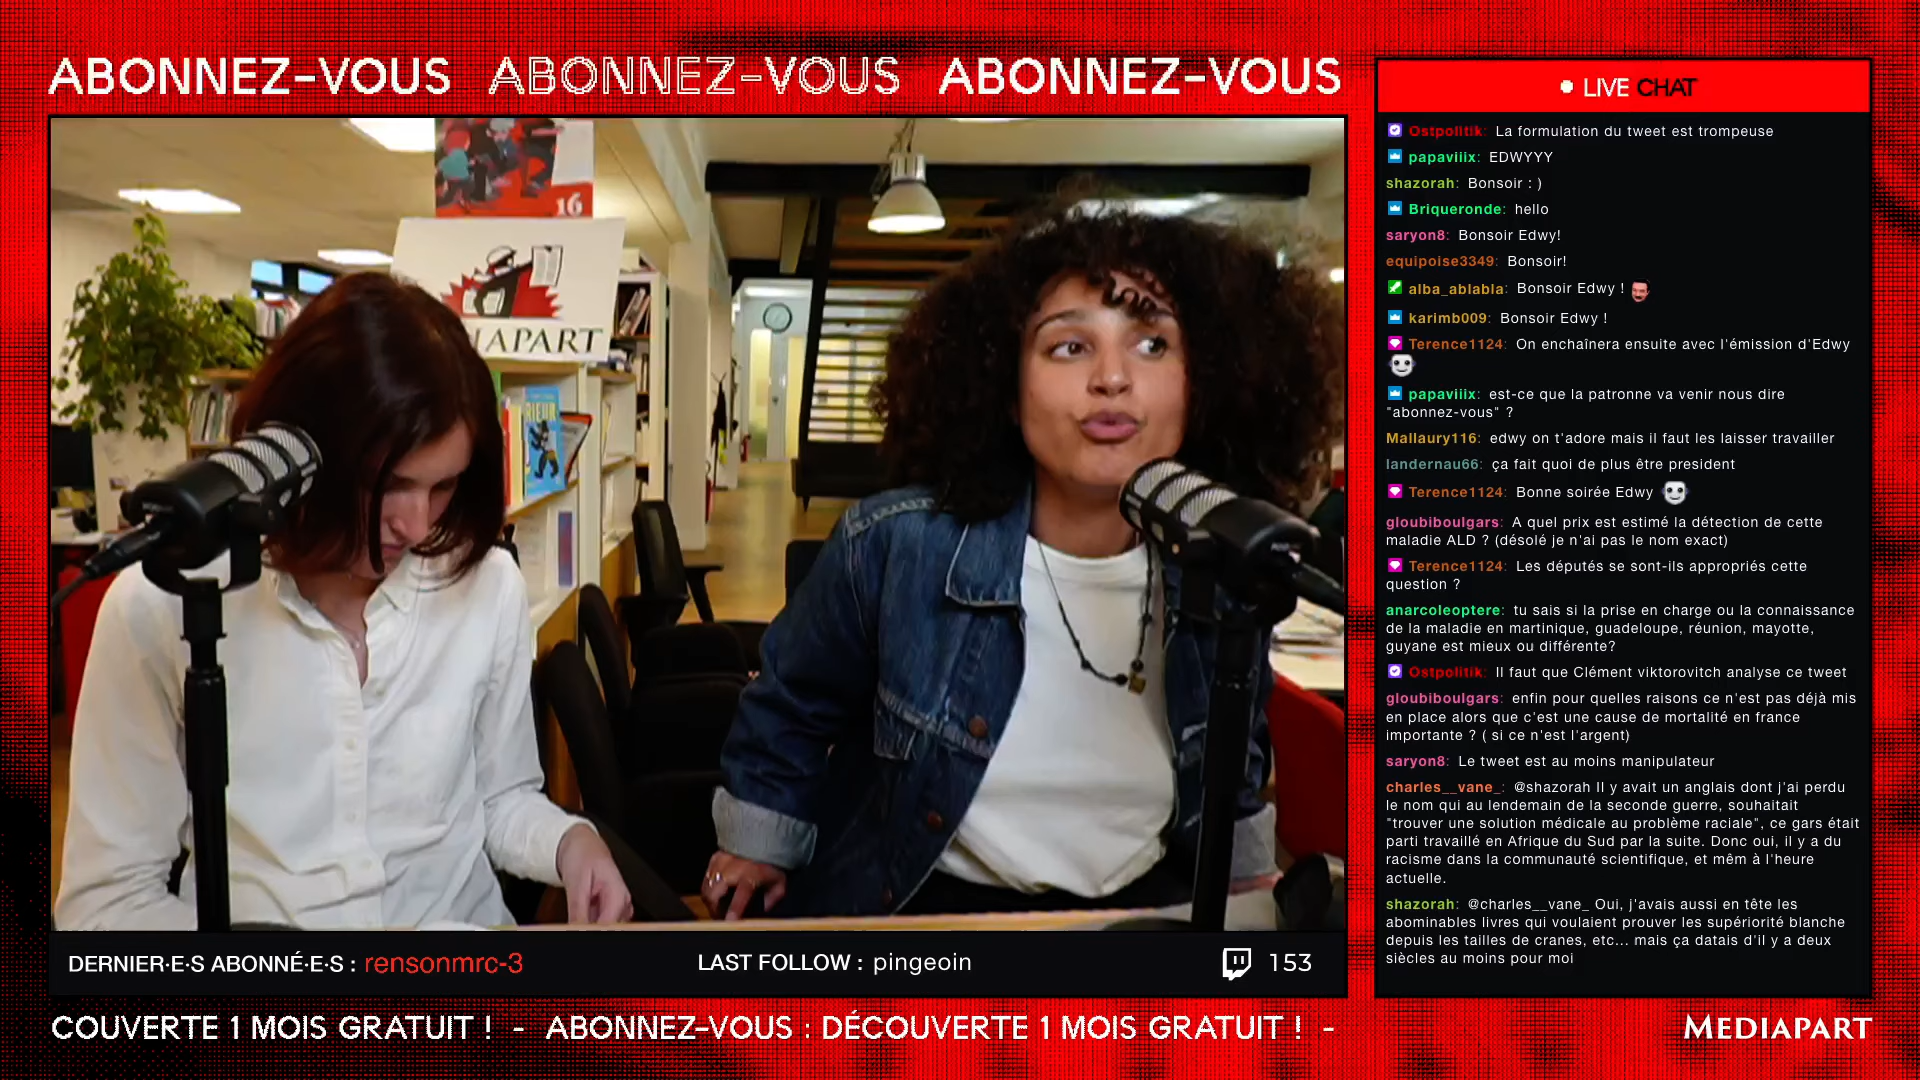 ABONNEZ-VOUS ABONNEZ-VOUS ABONNEZ-VOUS
16
APART
RIEUR
DERNIER·E·S ABONNÉ·E·S : rensonmrc-3
LAST FOLLOW : pingeoin
153
COUVERTE 1 MOIS GRATUIT ! - ABONNEZ-VOUS : DÉCOUVERTE 1 MOIS GRATUIT ! -
LIVE CHAT
Ostpolitik: La formulation du tweet est trompeuse
papaviiix: EDWYYY
shazorah: Bonsoir : )
Briqueronde: hello
saryon8: Bonsoir Edwy!
equipoise3349: Bonsoir!
alba_ablabla: Bonsoir Edwy !
karimb009: Bonsoir Edwy !
Terence1124: On enchaînera ensuite avec l'émission d'Edwy
papaviiix: est-ce que la patronne va venir nous dire
"abonnez-vous" ?
Mallaury116: edwy on t'adore mais il faut les laisser travailler
landernau66: ça fait quoi de plus être president
Terence1124: Bonne soirée Edwy
gloubiboulgars: A quel prix est estimé la détection de cette
maladie ALD ? (désolé je n'ai pas le nom exact)
Terence1124: Les députés se sont-ils appropriés cette
question ?
anarcoleoptere: tu sais si la prise en charge ou la connaissance
de la maladie en martinique, guadeloupe, réunion, mayotte,
guyane est mieux ou différente?
Ostpolitik: Il faut que Clément viktorovitch analyse ce tweet
gloubiboulgars: enfin pour quelles raisons ce n'est pas déjà mis
en place alors que c'est une cause de mortalité en france
importante ? ( si ce n'est l'argent)
saryon8: Le tweet est au moins manipulateur
charles__vane_: @shazorah Il y avait un anglais dont j'ai perdu
le nom qui au lendemain de la seconde guerre, souhaitait
"trouver une solution médicale au problème raciale", ce gars était
parti travaillé en Afrique du Sud par la suite. Donc oui, il y a du
racisme dans la communauté scientifique, et mêm à l'heure
actuelle.
shazorah: @charles__vane_ Oui, j'avais aussi en tête les
abominables livres qui voulaient prouver les supériorité blanche
depuis les tailles de cranes, etc... mais ça datais d'il y a deux
siècles au moins pour moi
MEDIAPART